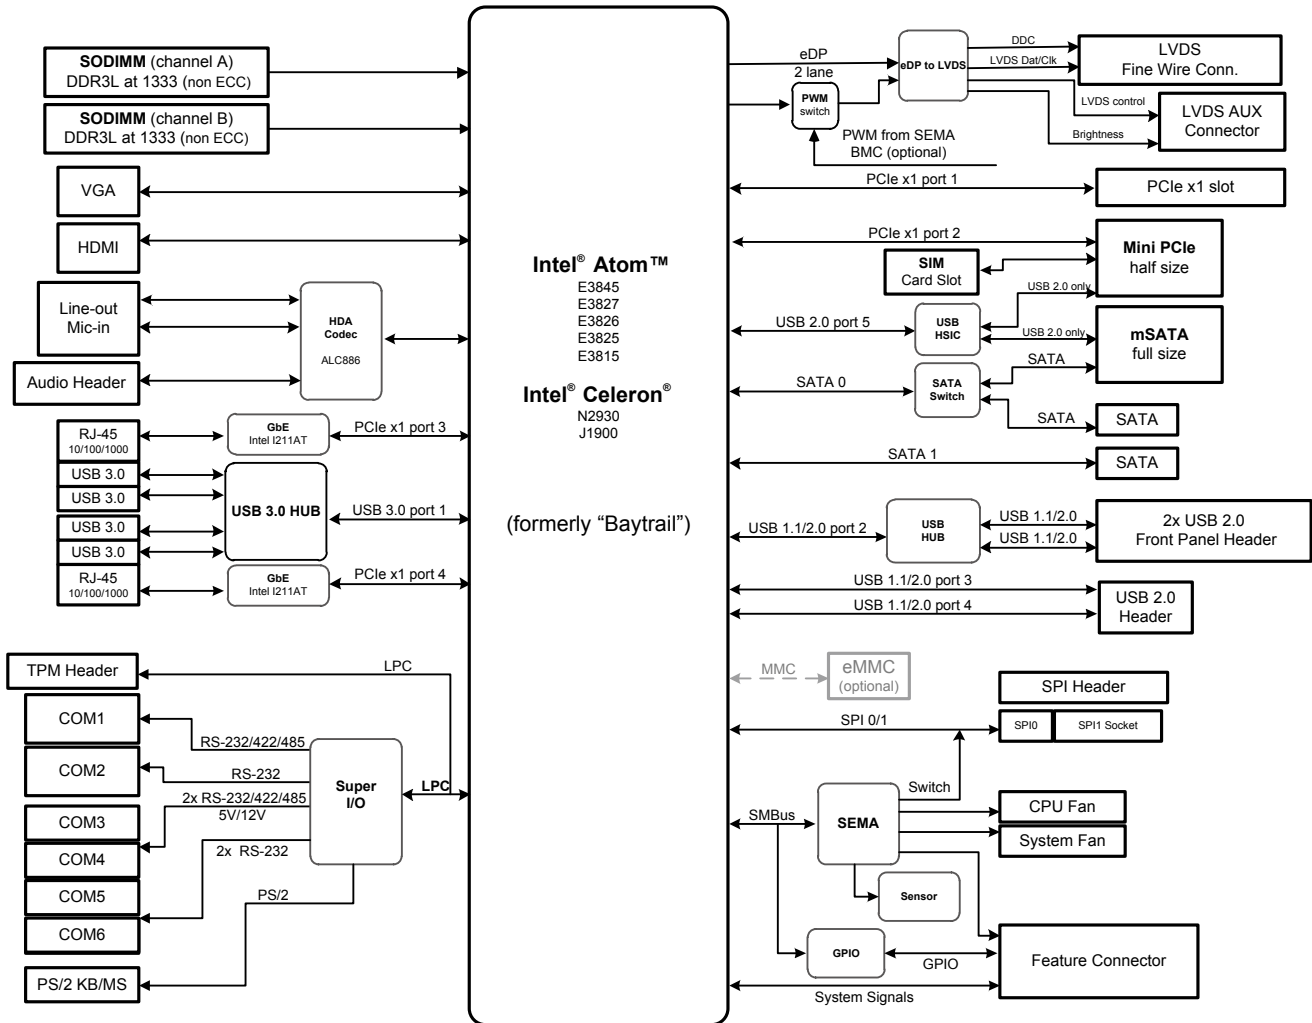 SODIMM (channel A)
DDR3L at 1333 (non ECC)
SODIMM (channel B)
DDR3L at 1333 (non ECC)
VGA
HDMI
Line-out
Mic-in
Audio Header
HDA
Codec
ALC886
RJ-45
10/100/1000
GbE
Intel I211AT
PCIe x1 port 3
USB 3.0
USB 3.0
USB 3.0
USB 3.0
USB 3.0 HUB
USB 3.0 port 1
RJ-45
10/100/1000
GbE
Intel I211AT
PCIe x1 port 4
TPM Header
LPC
COM1
RS-232/422/485
COM2
RS-232
2x RS-232/422/485
5V/12V
COM3
COM4
2x RS-232
COM5
COM6
PS/2
PS/2 KB/MS
Super
I/O
LPC
Intel® Atom™
E3845
E3827
E3826
E3825
E3815
Intel® Celeron®
N2930
J1900
(formerly “Baytrail”)
eDP
2 lane
PWM
switch
eDP to LVDS
DDC
LVDS Dat/Clk
LVDS control
Brightness
LVDS
Fine Wire Conn.
LVDS AUX
Connector
PWM from SEMA
BMC (optional)
PCIe x1 port 1
PCIe x1 slot
PCIe x1 port 2
SIM
Card Slot
Mini PCIe
half size
USB 2.0 only
USB 2.0 port 5
USB
HSIC
USB 2.0 only
mSATA
full size
SATA 0
SATA
Switch
SATA
SATA
SATA
SATA 1
SATA
USB 1.1/2.0 port 2
USB
HUB
USB 1.1/2.0
USB 1.1/2.0
2x USB 2.0
Front Panel Header
USB 1.1/2.0 port 3
USB 1.1/2.0 port 4
USB 2.0
Header
MMC
eMMC
(optional)
SPI Header
SPI 0/1
SPI0
SPI1 Socket
Switch
SMBus
SEMA
CPU Fan
System Fan
Sensor
GPIO
GPIO
Feature Connector
System Signals